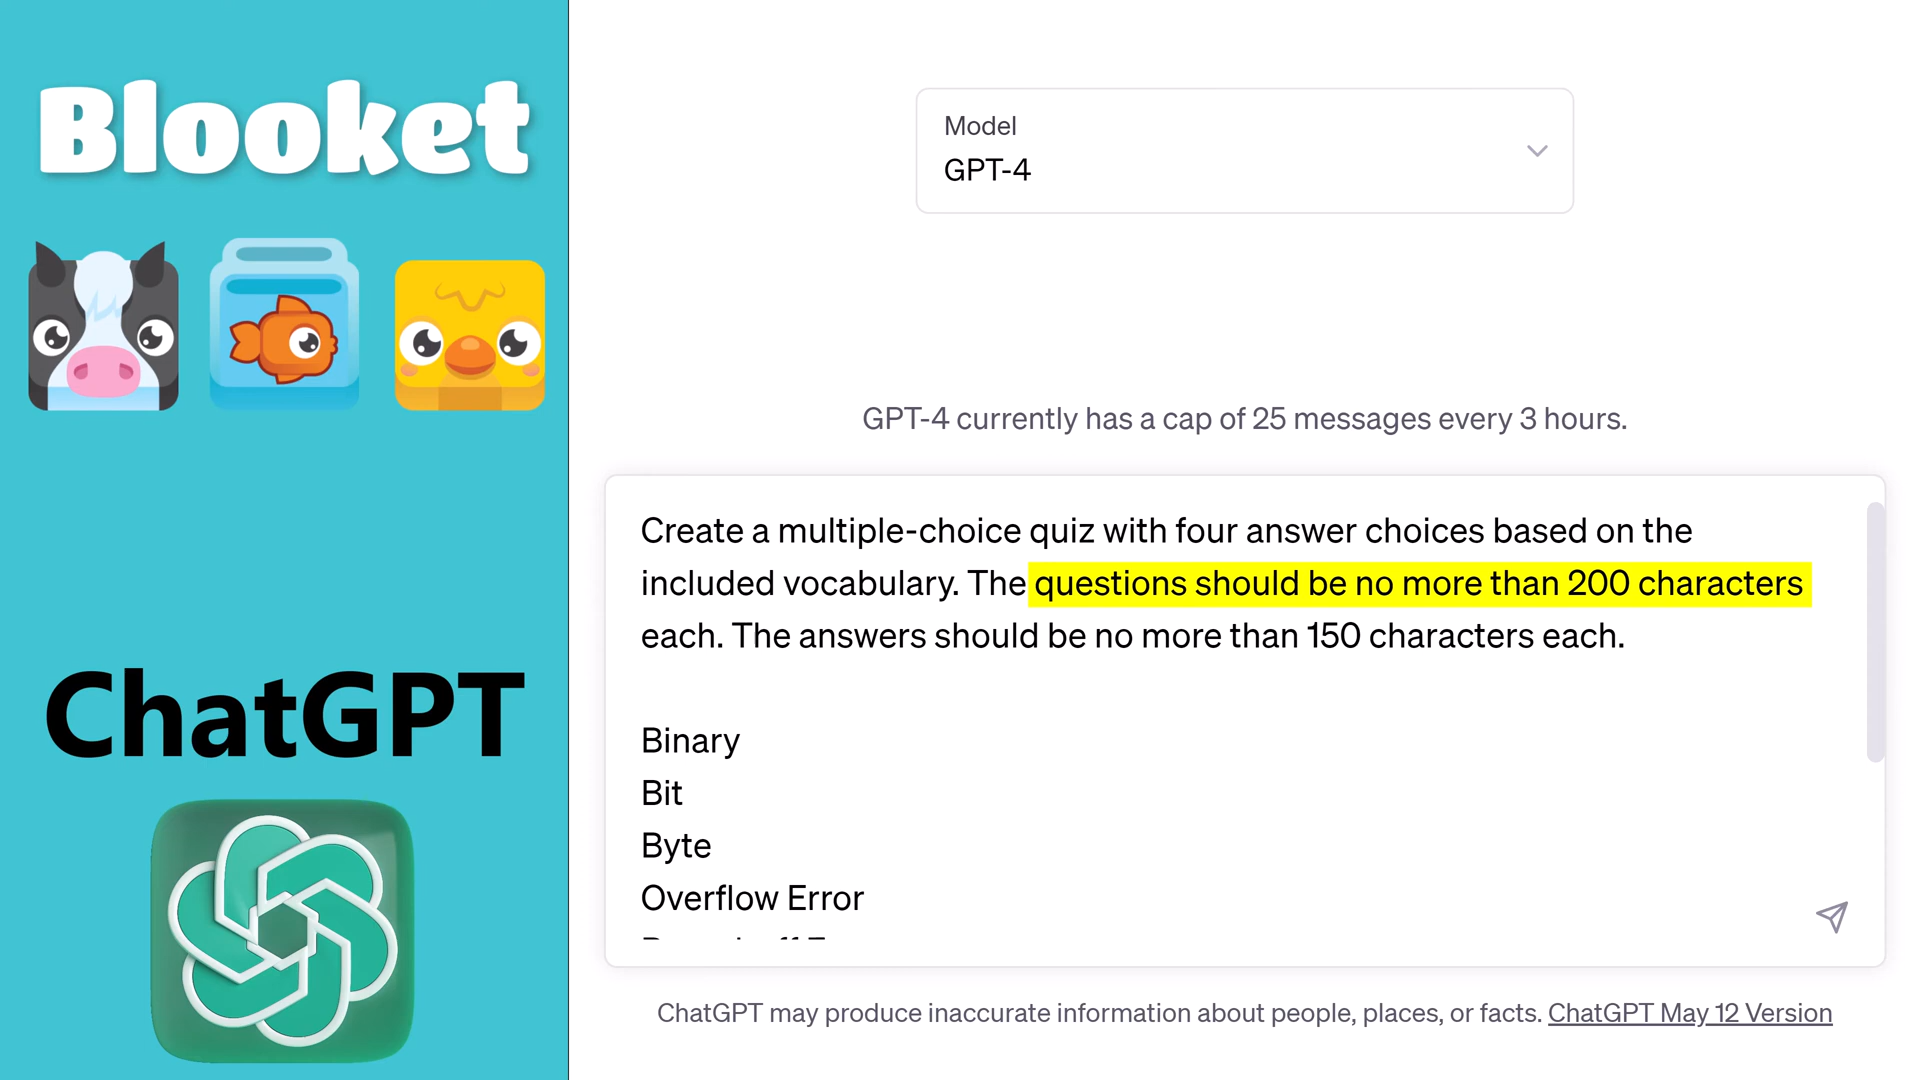 Blooket
ChatGPT
Model
GPT-4
GPT-4 currently has a cap of 25 messages every 3 hours.
Create a multiple-choice quiz with four answer choices based on the
included vocabulary. The questions should be no more than 200 characters
each. The answers should be no more than 150 characters each.
Binary
Bit
Byte
Overflow Error
ChatGPT may produce inaccurate information about people, places, or facts. ChatGPT May 12 Version